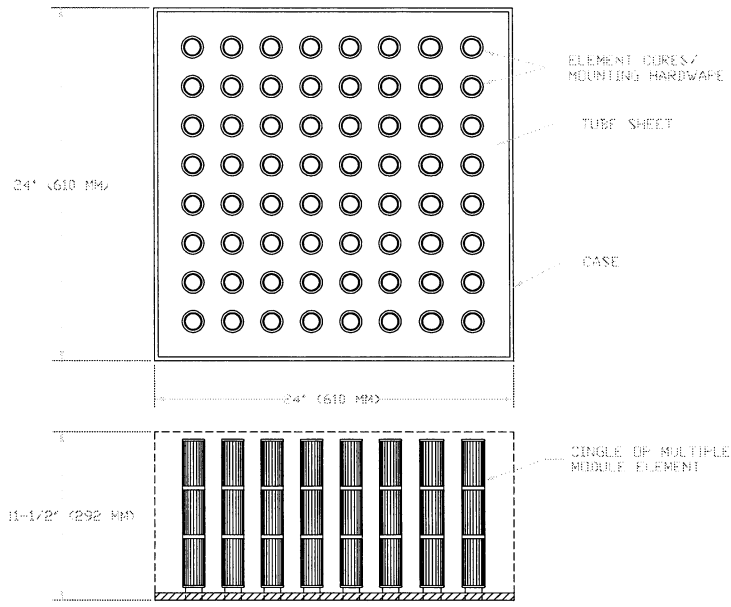 ELEMENT CORES/
MOUNTING HARDWARE
TUBE SHEET
24" (610 MM)
CASE
24" (610 MM)
SINGLE OR MULTIPLE
MODULE ELEMENT
11-1/2" (292 MM)